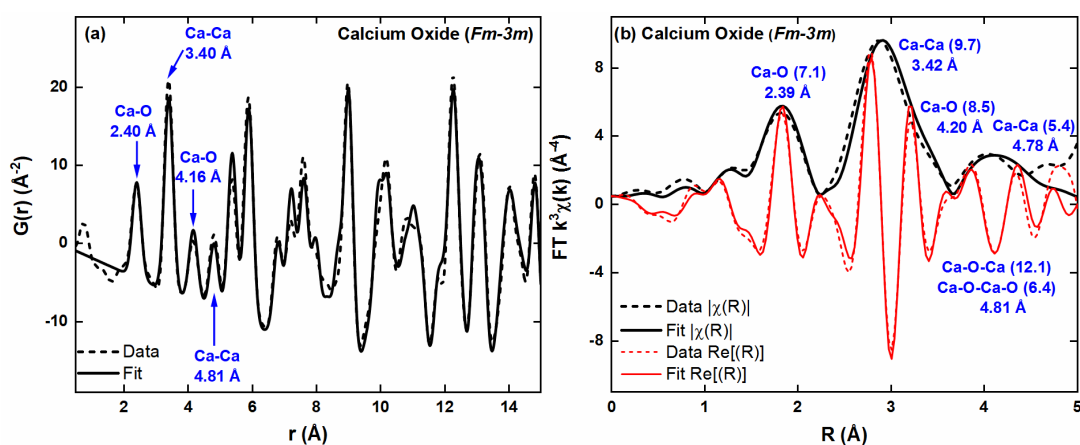 (a)
Calcium Oxide (Fm-3m)
Ca-Ca
3.40 Å
Ca-O
2.40 Å
Ca-O
4.16 Å
Ca-Ca
4.81 Å
Data
Fit
G(r) (Å⁻²)
20
10
0
-10
2 4 6 8 10 12 14
r (Å)
(b) Calcium Oxide (Fm-3m)
Ca-O (7.1)
2.39 Å
Ca-Ca (9.7)
3.42 Å
Ca-O (8.5)
4.20 Å
Ca-Ca (5.4)
4.78 Å
Ca-O-Ca (12.1)
Ca-O-Ca-O (6.4)
4.81 Å
Data |χ(R)|
Fit |χ(R)|
Data Re[(R)]
Fit Re[(R)]
FT k³χ(k) (Å⁻⁴)
8
4
0
-4
-8
0 1 2 3 4 5
R (Å)